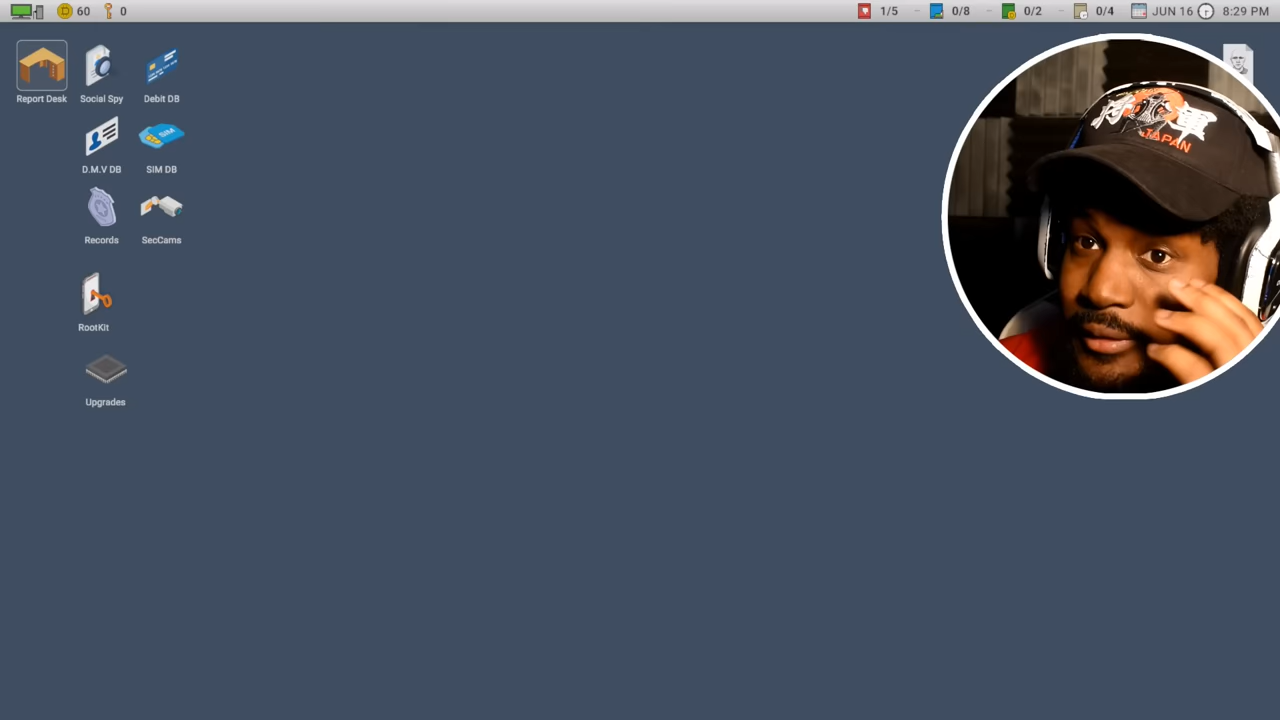 60 0 1/5 0/8 0/2 0/4 JUN 16 8:29 PM
Report Desk Social Spy Debit DB
D.M.V DB SIM DB
Records SecCams
RootKit
Upgrades
SIM
JAPAN